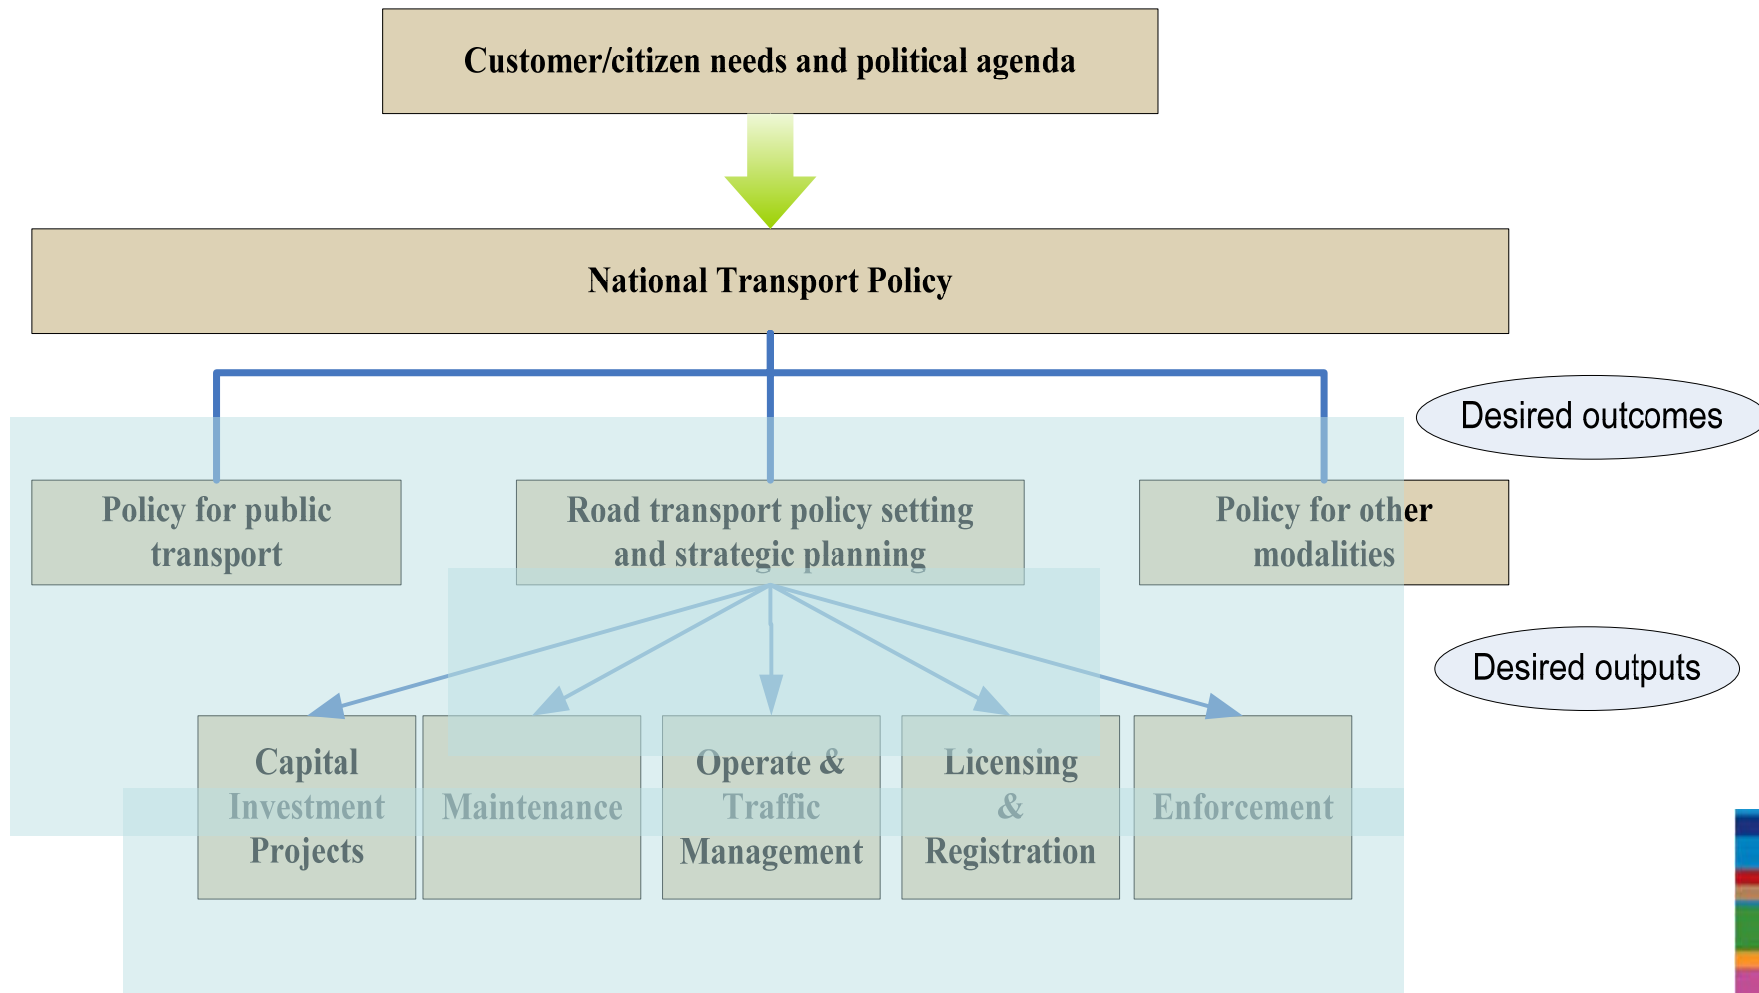 Customer/citizen needs and political agenda
National Transport Policy
Desired outcomes
Policy for public
transport
Road transport policy setting
and strategic planning
Policy for other
modalities
Desired outputs
Capital
Investment
Projects
Maintenance
Operate &
Traffic
Management
Licensing
&
Registration
Enforcement